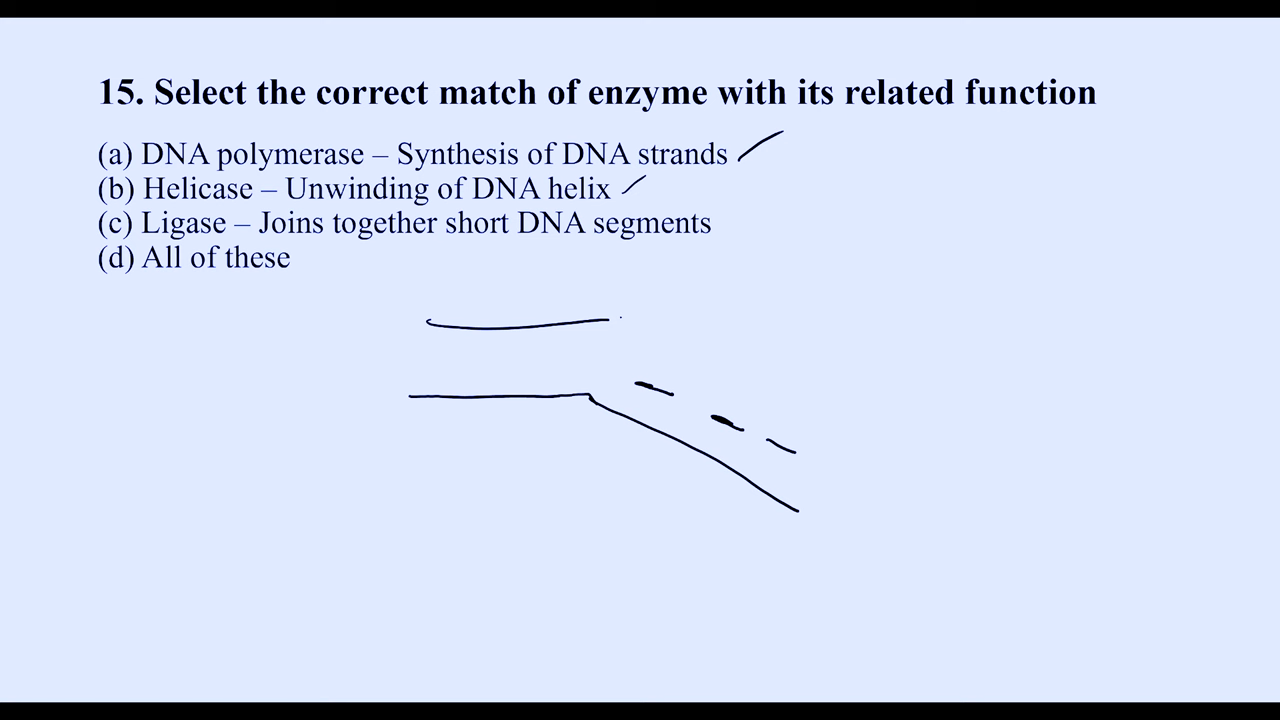 15. Select the correct match of enzyme with its related function
(a) DNA polymerase – Synthesis of DNA strands
(b) Helicase – Unwinding of DNA helix
(c) Ligase – Joins together short DNA segments
(d) All of these